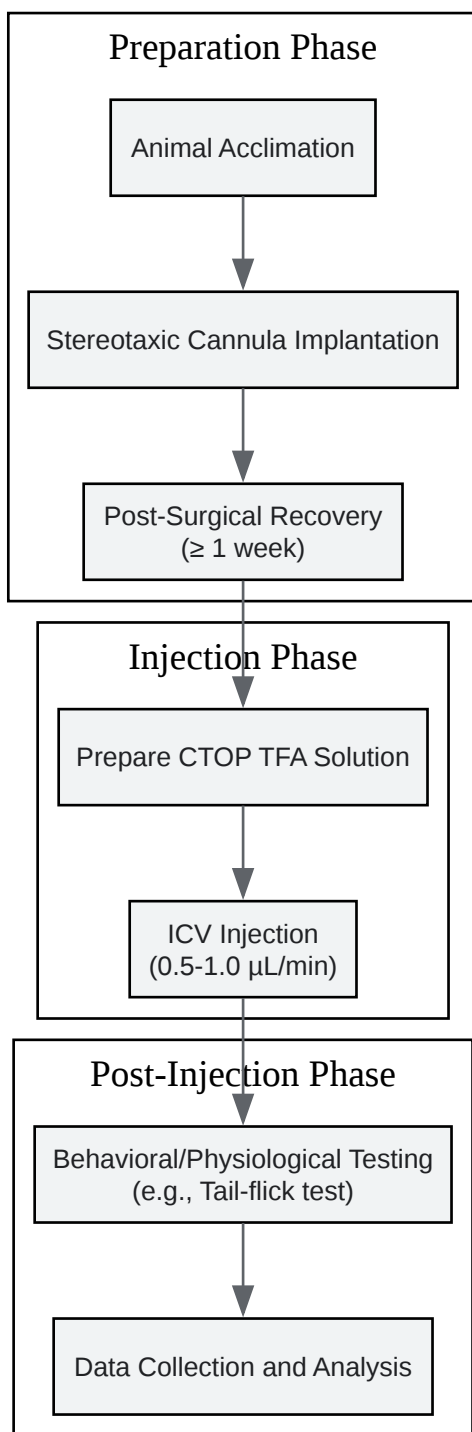 Preparation Phase
Animal Acclimation
Stereotaxic Cannula Implantation
Post-Surgical Recovery
(≥ 1 week)
Injection Phase
Prepare CTOP TFA Solution
ICV Injection
(0.5-1.0 µL/min)
Post-Injection Phase
Behavioral/Physiological Testing
(e.g., Tail-flick test)
Data Collection and Analysis